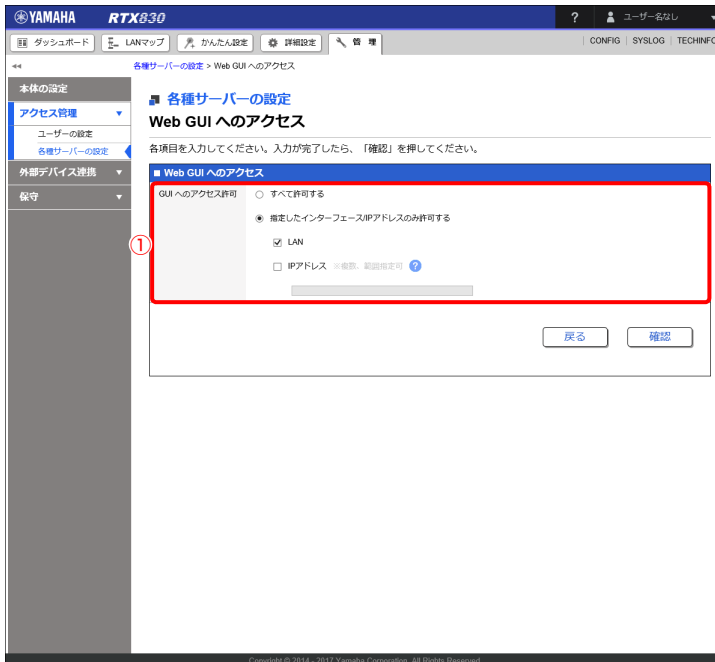 YAMAHA RTX830 ? ユーザー名なし
ダッシュボード LANマップ かんたん設定 詳細設定 管 理 CONFIG | SYSLOG | TECHINFO
各種サーバーの設定 > Web GUI へのアクセス
本体の設定
アクセス管理
ユーザーの設定
各種サーバーの設定
外部デバイス連携
保守
各種サーバーの設定
Web GUI へのアクセス
各項目を入力してください。入力が完了したら、「確認」を押してください。
■ Web GUI へのアクセス
GUI へのアクセス許可 すべて許可する
指定したインターフェース/IPアドレスのみ許可する
① LAN
IPアドレス ※複数、範囲指定可 ?
戻る 確認
Copyright © 2014 - 2017 Yamaha Corporation. All Rights Reserved.